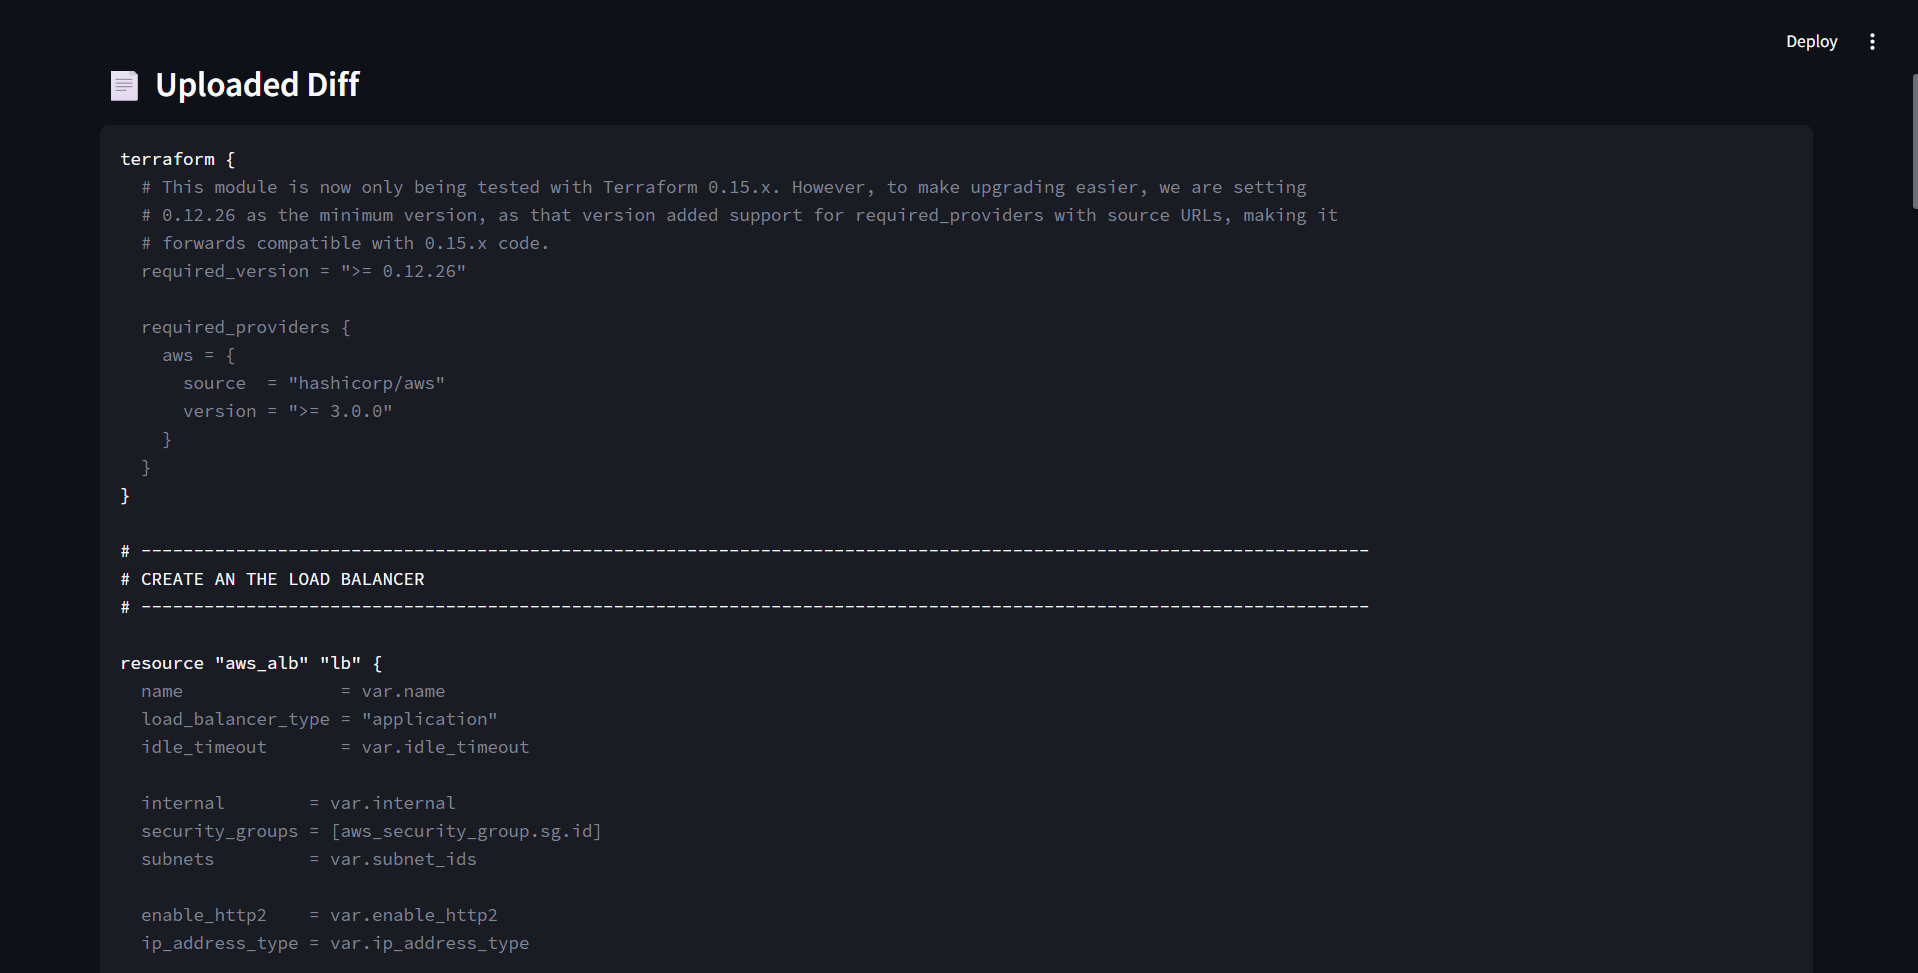 Deploy
Uploaded Diff
terraform {
  # This module is now only being tested with Terraform 0.15.x. However, to make upgrading easier, we are setting
  # 0.12.26 as the minimum version, as that version added support for required_providers with source URLs, making it
  # forwards compatible with 0.15.x code.
  required_version = ">= 0.12.26"

  required_providers {
    aws = {
      source  = "hashicorp/aws"
      version = ">= 3.0.0"
    }
  }
}

# ---------------------------------------------------------------------------------------------------------------------
# CREATE AN THE LOAD BALANCER
# ---------------------------------------------------------------------------------------------------------------------

resource "aws_alb" "lb" {
  name               = var.name
  load_balancer_type = "application"
  idle_timeout       = var.idle_timeout

  internal        = var.internal
  security_groups = [aws_security_group.sg.id]
  subnets         = var.subnet_ids

  enable_http2    = var.enable_http2
  ip_address_type = var.ip_address_type